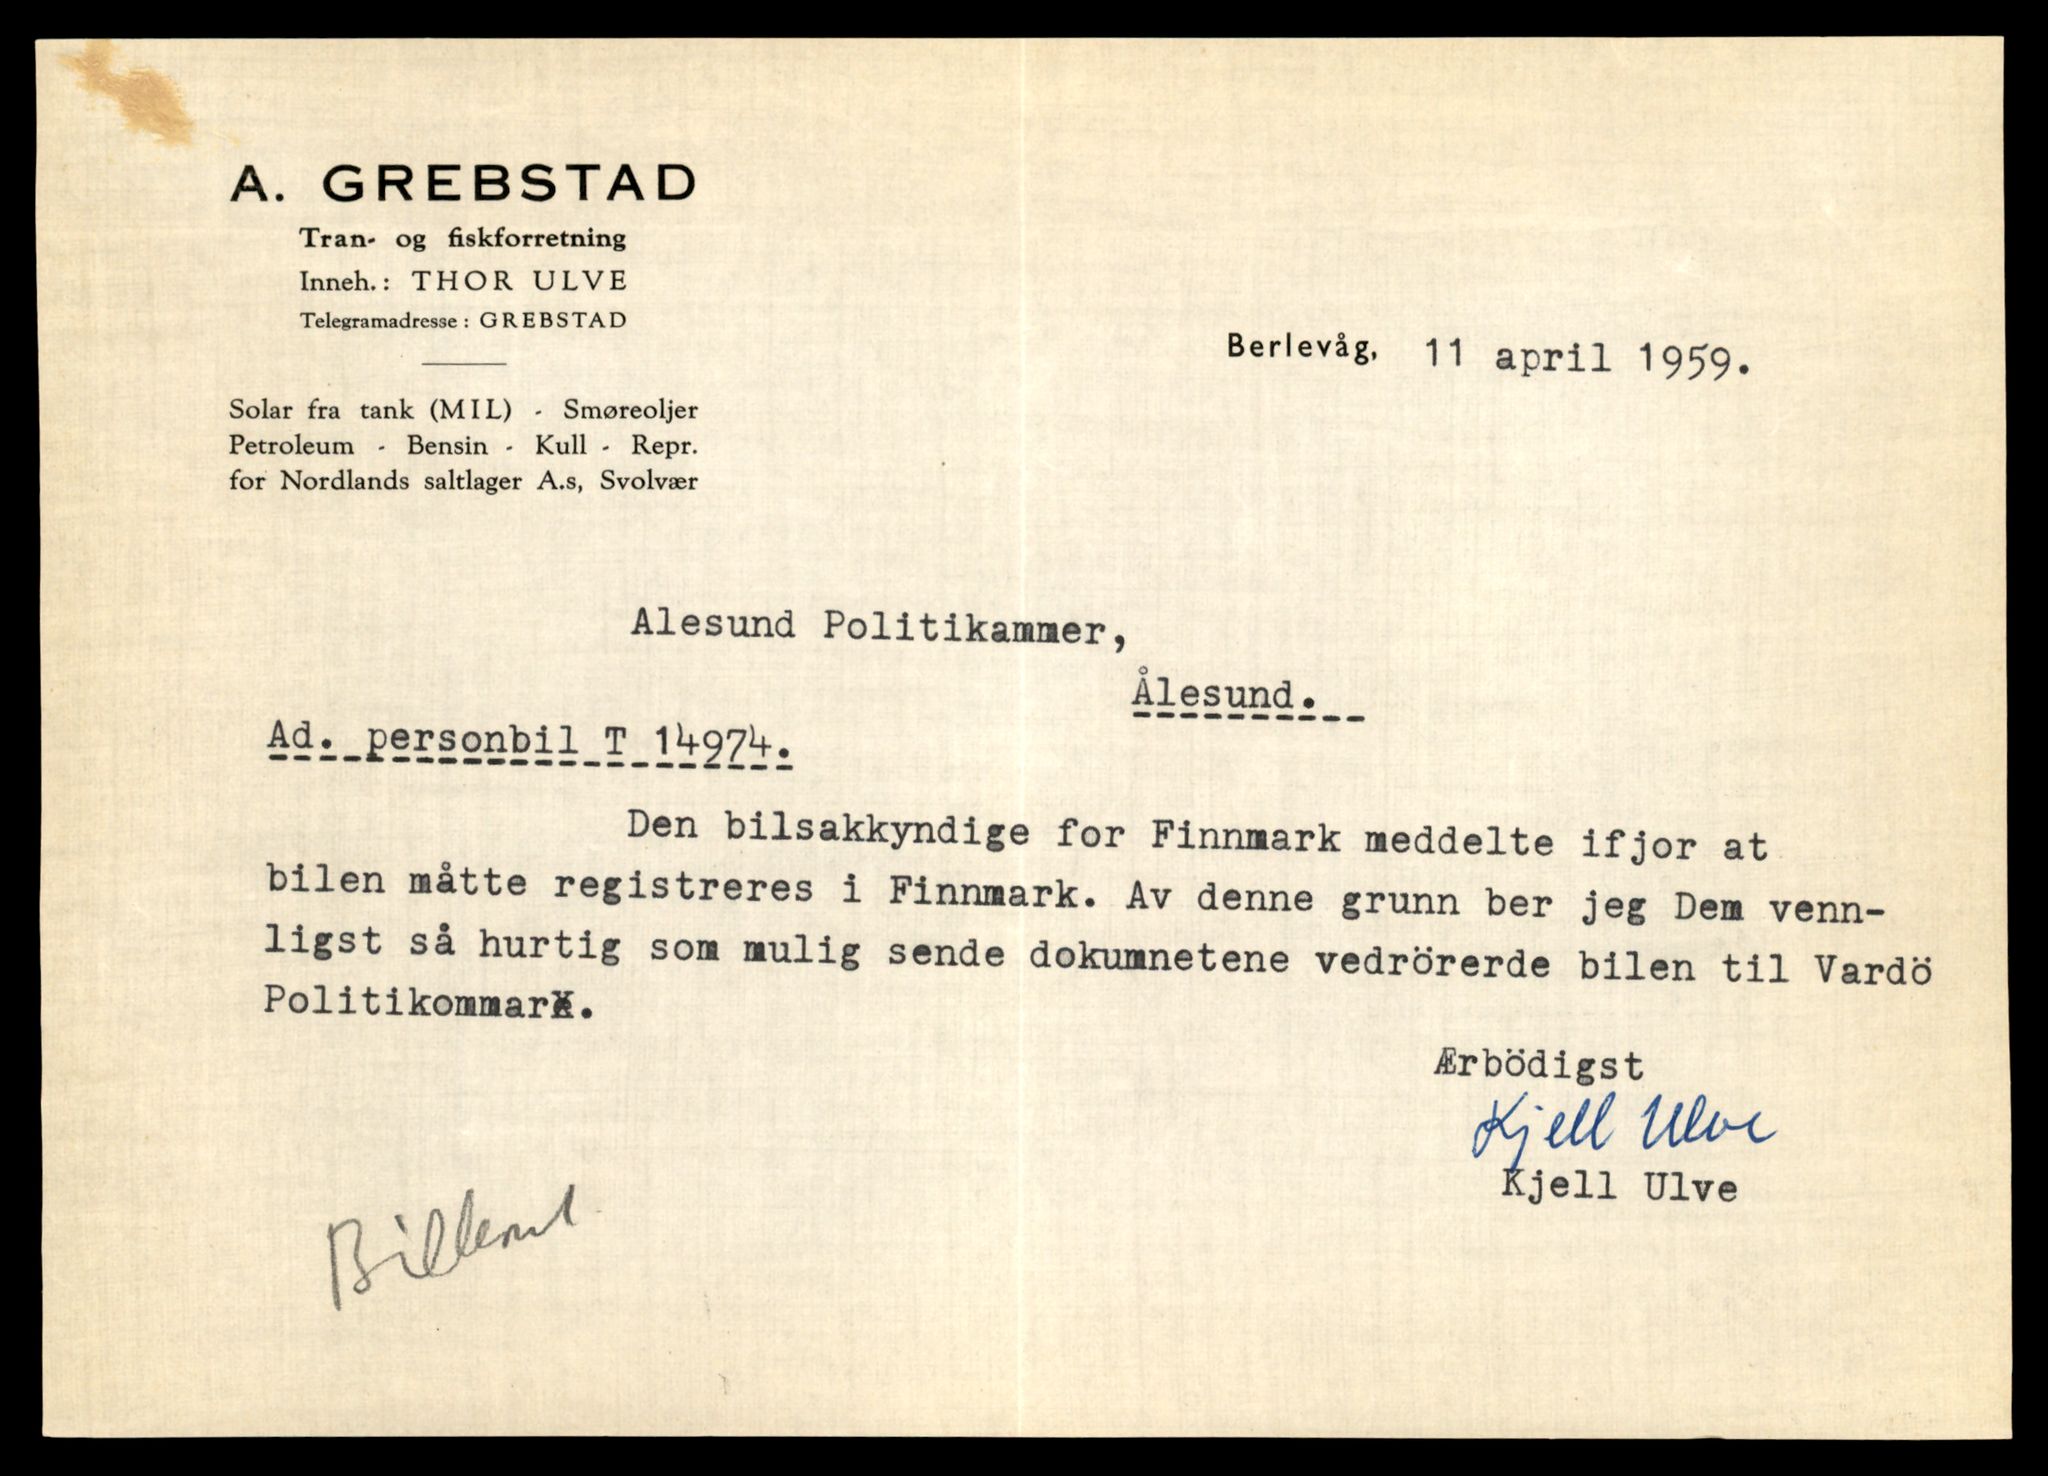 A. GREBSTAD
Tran- og fiskforretning
Inneh.: THOR ULVE
Telegramadresse: GREBSTAD
Solar fra tank (MIL) - Smøreoljer
Petroleum - Bensin - Kull - Repr.
for Nordlands saltlager A.s, Svolvær
Berlevåg, 11 april 1959.
Alesund Politikammer,
Ålesund.
Ad. personbil T 14974.
Den bilsakkyndige for Finnmark meddelte ifjor at
bilen måtte registreres i Finnmark. Av denne grunn ber jeg Dem venn-
ligst så hurtig som mulig sende dokumnetene vedrörerde bilen til Vardö
Politikommar.
Ærbödigst
Kjell Ulve
Kjell Ulve